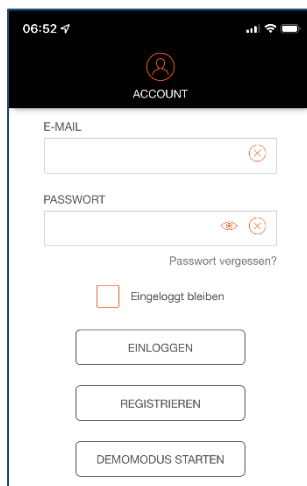 06:52
ACCOUNT
E-MAIL
PASSWORT
Passwort vergessen?
Eingeloggt bleiben
EINLOGGEN
REGISTRIEREN
DEMOMODUS STARTEN